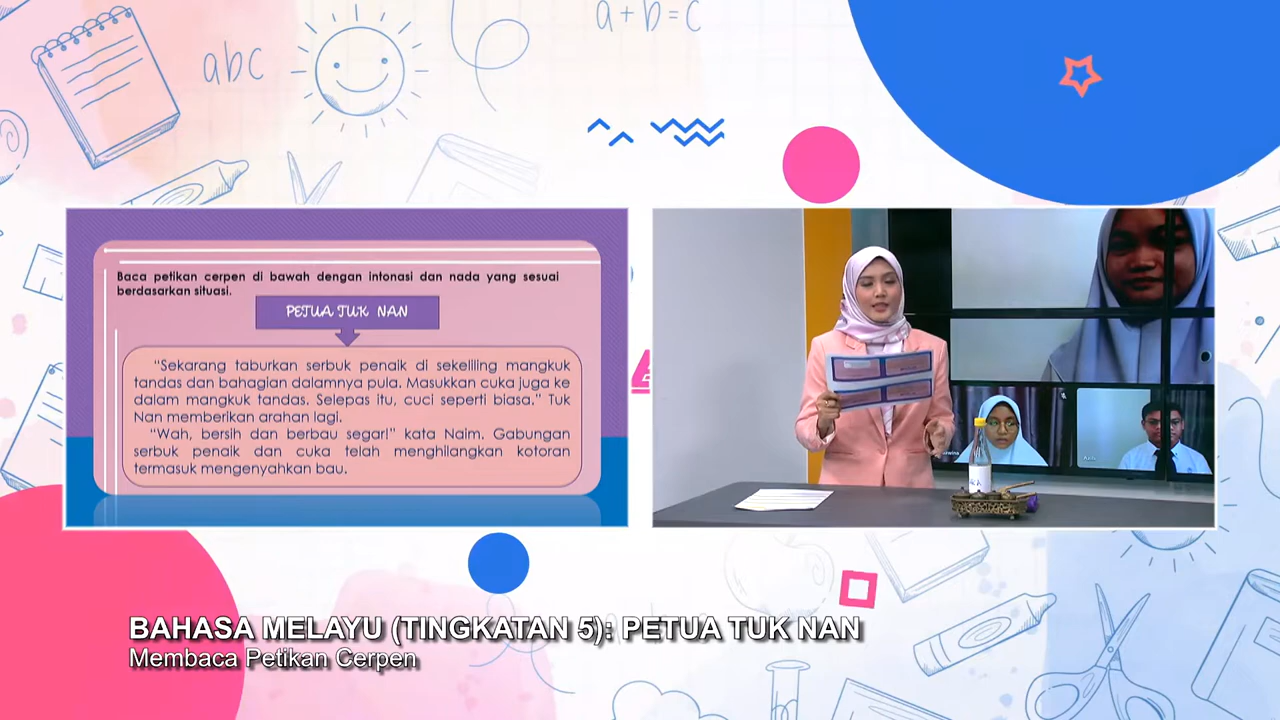 abc
a+b=c
Baca petikan cerpen di bawah dengan intonasi dan nada yang sesuai
berdasarkan situasi.
PETUA TUK NAN
“Sekarang taburkan serbuk penaik di sekeliling mangkuk
tandas dan bahagian dalamnya pula. Masukkan cuka juga ke
dalam mangkuk tandas. Selepas itu, cuci seperti biasa.” Tuk
Nan memberikan arahan lagi.
“Wah, bersih dan berbau segar!” kata Naim. Gabungan
serbuk penaik dan cuka telah menghilangkan kotoran
termasuk mengenyahkan bau.
BAHASA MELAYU (TINGKATAN 5): PETUA TUK NAN
Membaca Petikan Cerpen